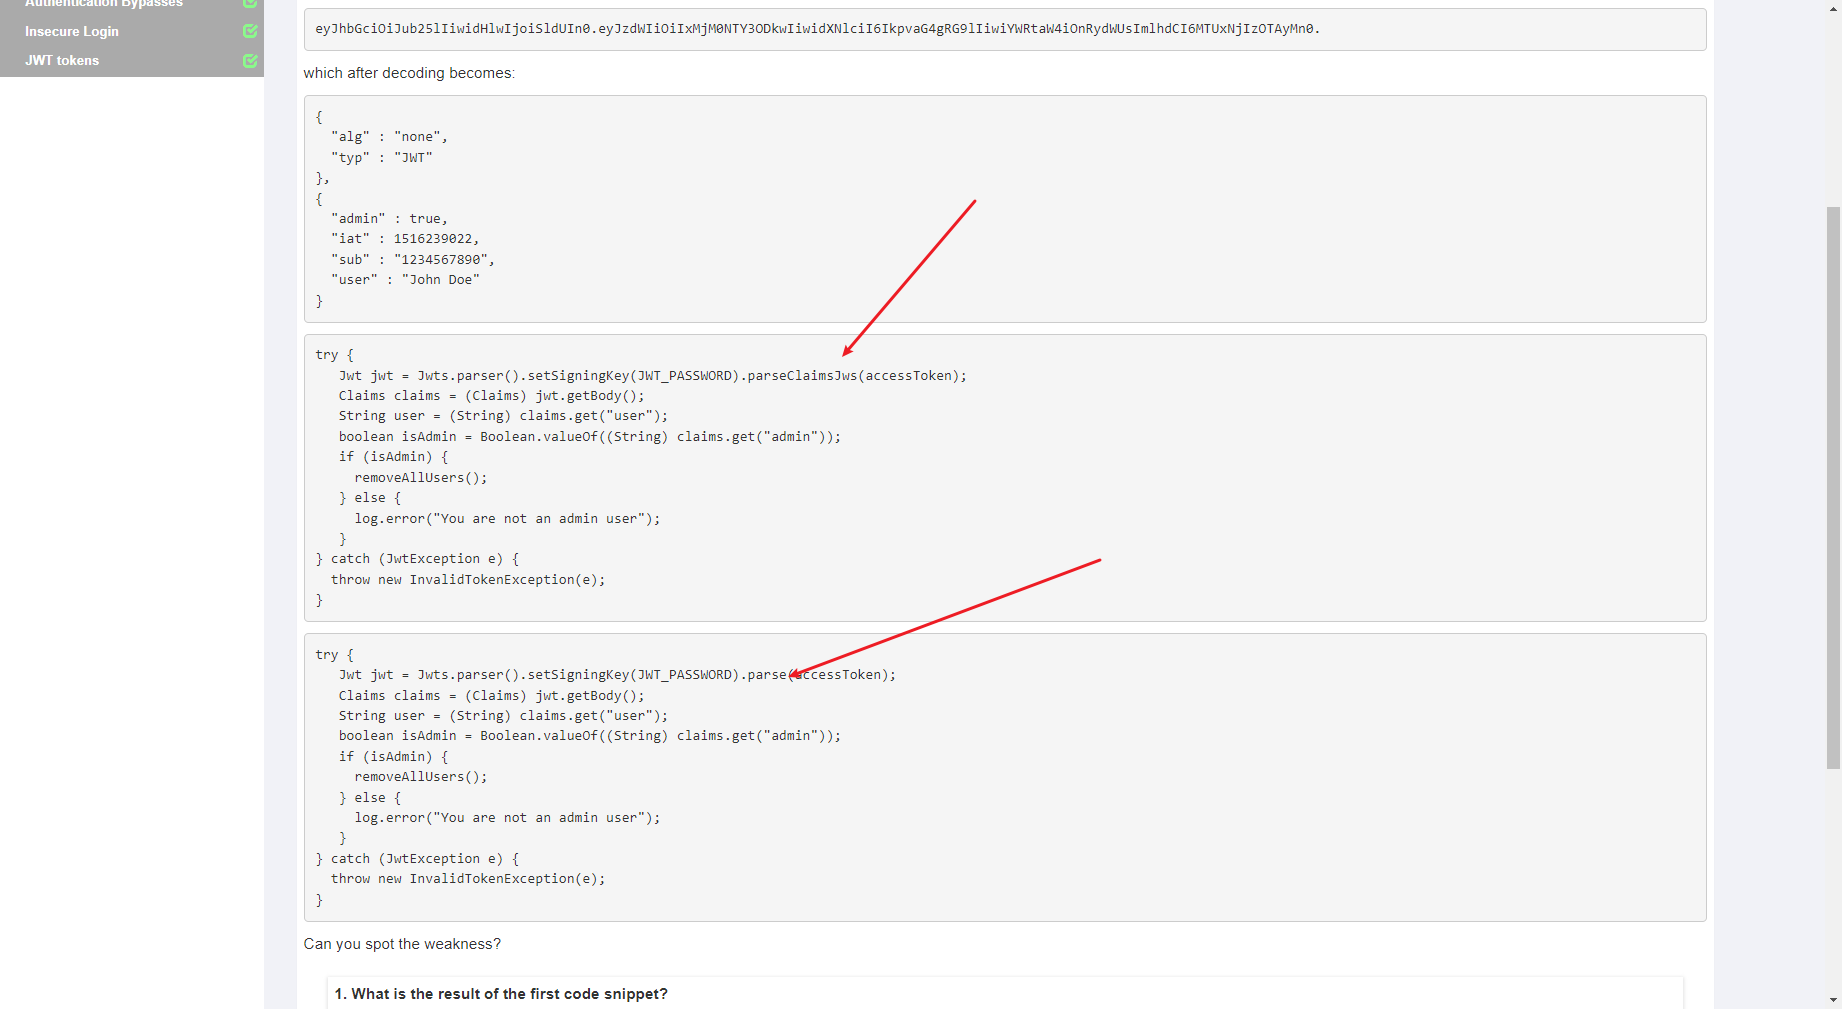 Authentication Bypasses
Insecure Login
JWT tokens
eyJhbGciOiJub25lIiwidHlwIjoiSldUIn0.eyJzdWIiOiIxMjM0NTY3ODkwIiwidXNlciI6IkpvaG4gRG9lIiwiYWRtaW4iOnRydWUsImlhdCI6MTUxNjIzOTAyMn0.
which after decoding becomes:
{
  "alg" : "none",
  "typ" : "JWT"
},
{
  "admin" : true,
  "iat" : 1516239022,
  "sub" : "1234567890",
  "user" : "John Doe"
}
try {
   Jwt jwt = Jwts.parser().setSigningKey(JWT_PASSWORD).parseClaimsJws(accessToken);
   Claims claims = (Claims) jwt.getBody();
   String user = (String) claims.get("user");
   boolean isAdmin = Boolean.valueOf((String) claims.get("admin"));
   if (isAdmin) {
     removeAllUsers();
   } else {
     log.error("You are not an admin user");
   }
} catch (JwtException e) {
  throw new InvalidTokenException(e);
}
try {
   Jwt jwt = Jwts.parser().setSigningKey(JWT_PASSWORD).parse(accessToken);
   Claims claims = (Claims) jwt.getBody();
   String user = (String) claims.get("user");
   boolean isAdmin = Boolean.valueOf((String) claims.get("admin"));
   if (isAdmin) {
     removeAllUsers();
   } else {
     log.error("You are not an admin user");
   }
} catch (JwtException e) {
  throw new InvalidTokenException(e);
}
Can you spot the weakness?
1. What is the result of the first code snippet?